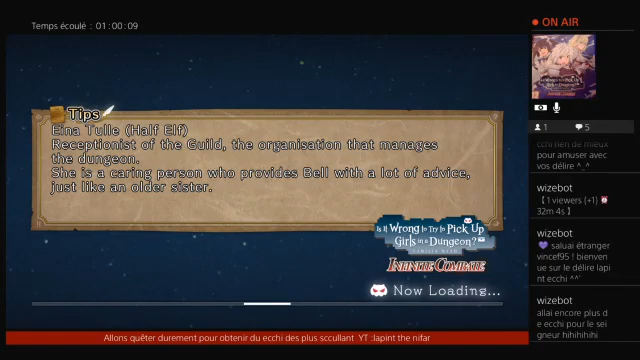 Temps écoulé : 01:00:09
ON AIR
Tips
Eina Tulle (Half Elf)
Receptionist of the Guild, the organisation that manages
the dungeon.
She is a caring person who provides Bell with a lot of advice,
just like an older sister.
Is It Wrong to Try to Pick Up
Girls in a Dungeon?
INFINITE COMBATE
Now Loading...
Allons quêter durement pour obtenir du ecchi des plus scculant YT :lapint the nifar
1
5
cchi rien de mieux
pour amuser avec
vos délire ^_^
wizebot
【 1 viewers (+1) ⏰
32m 4s 】
wizebot
💜 saluai étranger
vincef95 ! bienven
ue sur le délire lapi
nt ecchi ^^'
wizebot
allai encore plus d
e ecchi pour le sei
gneur hihihihihi